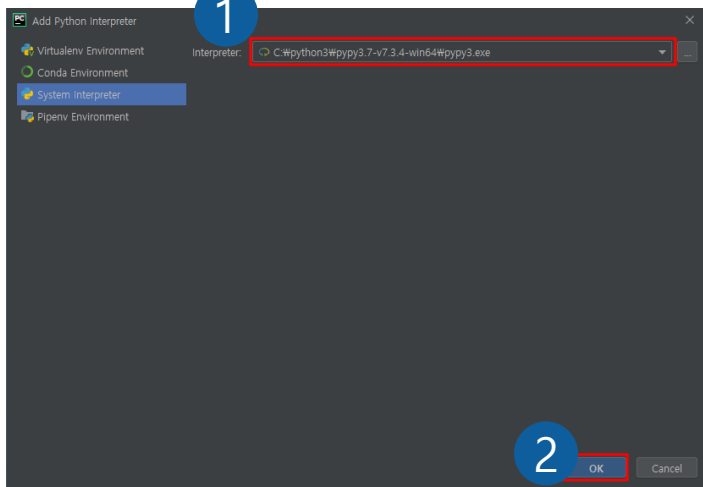 PC Add Python Interpreter
1
Virtualenv Environment
Interpreter: C:₩python3₩pypy3.7-v7.3.4-win64₩pypy3.exe ...
Conda Environment
System Interpreter
Pipenv Environment
2
OK Cancel